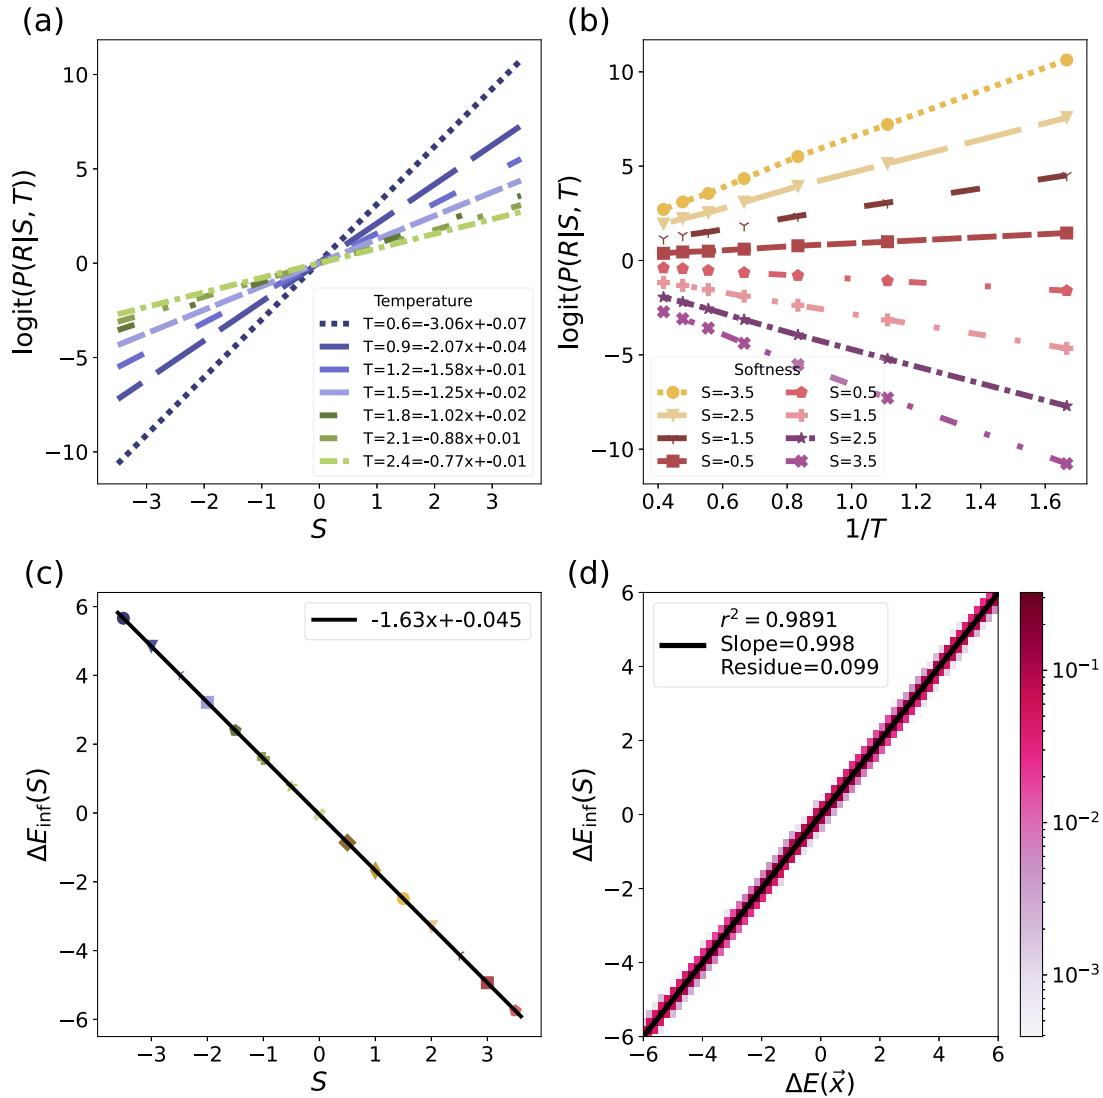 (a)
10
5
0
−5
−10
logit(P(R|S, T))
Temperature
T=0.6=-3.06x+-0.07
T=0.9=-2.07x+-0.04
T=1.2=-1.58x+-0.01
T=1.5=-1.25x+-0.02
T=1.8=-1.02x+-0.02
T=2.1=-0.88x+0.01
T=2.4=-0.77x+-0.01
−3 −2 −1 0 1 2 3
S
(b)
10
5
0
−5
−10
logit(P(R|S, T)
Softness
S=-3.5 S=0.5
S=-2.5 S=1.5
S=-1.5 S=2.5
S=-0.5 S=3.5
0.4 0.6 0.8 1.0 1.2 1.4 1.6
1/T
(c)
6
4
2
0
−2
−4
−6
ΔE_inf(S)
-1.63x+-0.045
−3 −2 −1 0 1 2 3
S
(d)
6
4
2
0
−2
−4
−6
ΔE_inf(S)
r² = 0.9891
Slope=0.998
Residue=0.099
−6 −4 −2 0 2 4 6
ΔE(x⃗)
10⁻¹
10⁻²
10⁻³